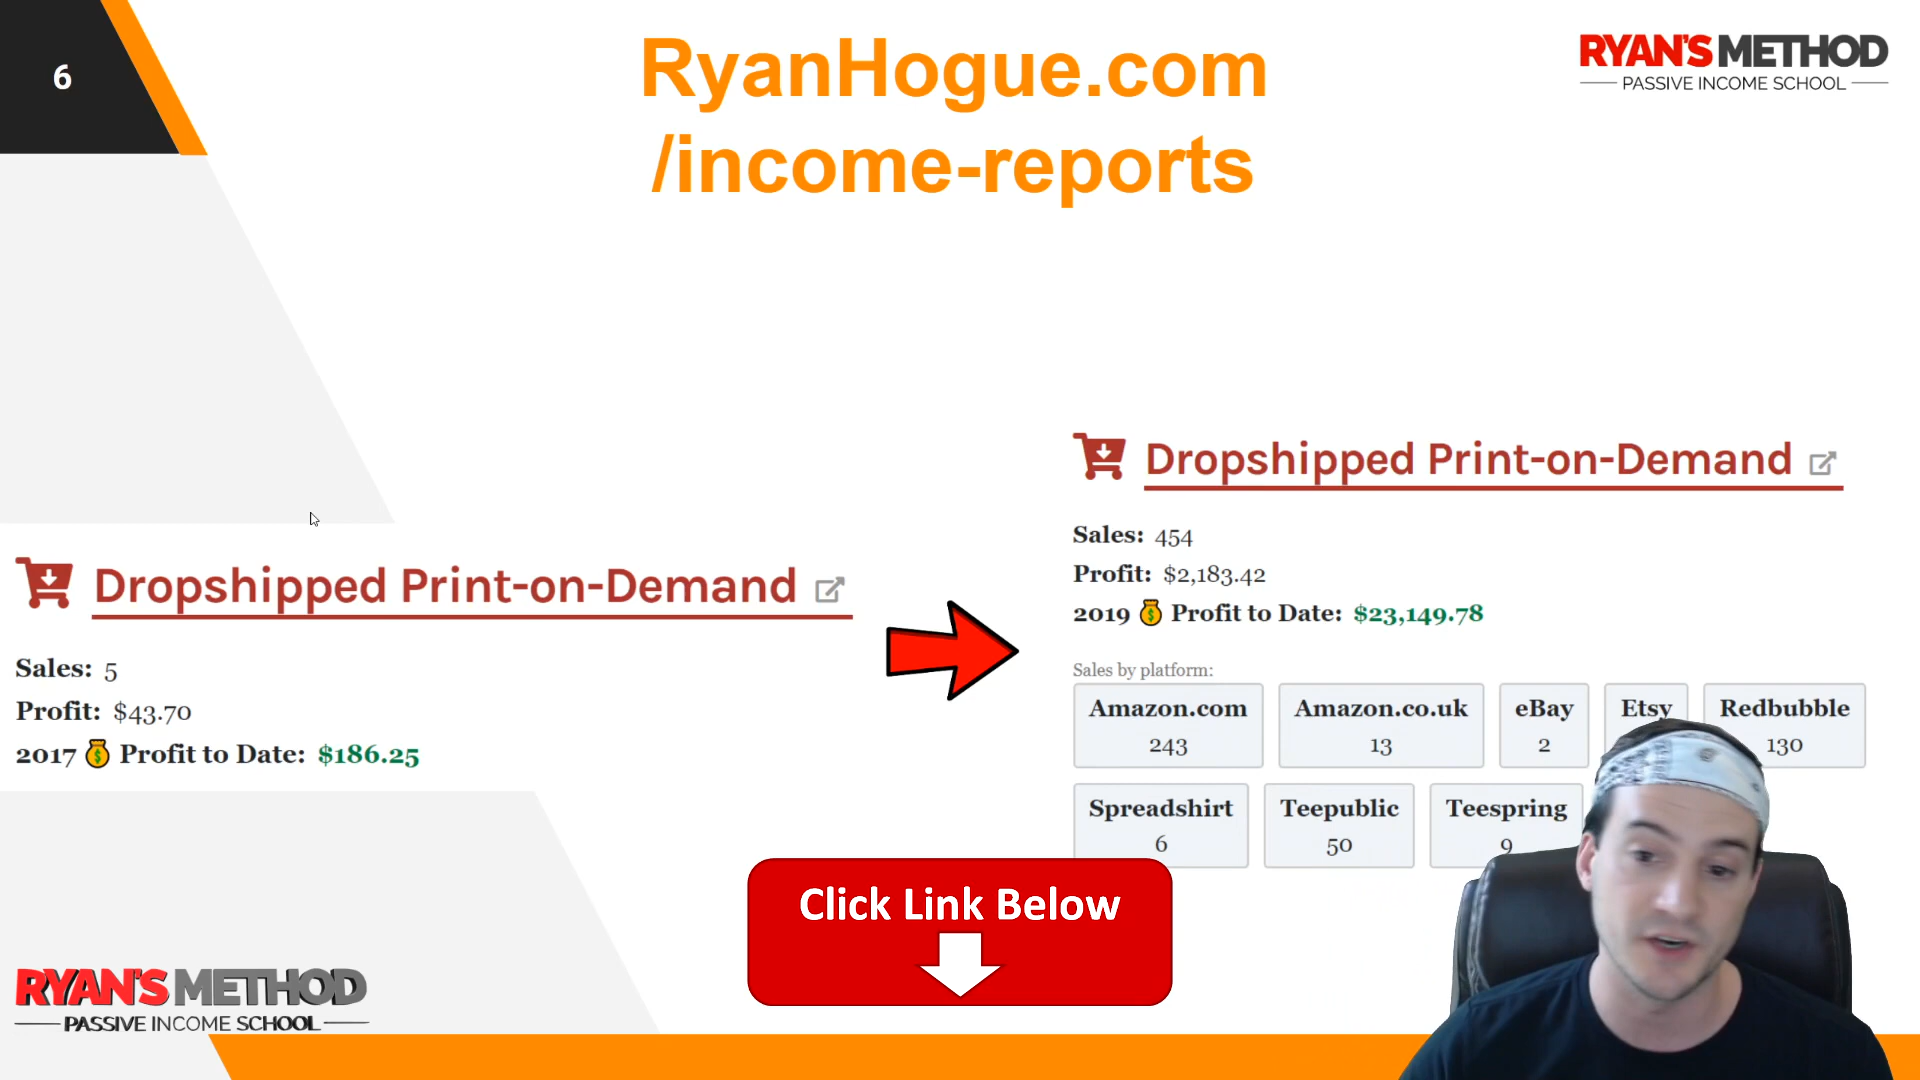 6
RyanHogue.com
/income-reports
RYAN'S METHOD
PASSIVE INCOME SCHOOL
Dropshipped Print-on-Demand
Sales: 5
Profit: $43.70
2017 Profit to Date: $186.25
Dropshipped Print-on-Demand
Sales: 454
Profit: $2,183.42
2019 Profit to Date: $23,149.78
Sales by platform:
Amazon.com
243
Amazon.co.uk
13
eBay
2
Etsy
Redbubble
130
Spreadshirt
6
Teepublic
50
Teespring
9
Click Link Below
RYAN'S METHOD
PASSIVE INCOME SCHOOL